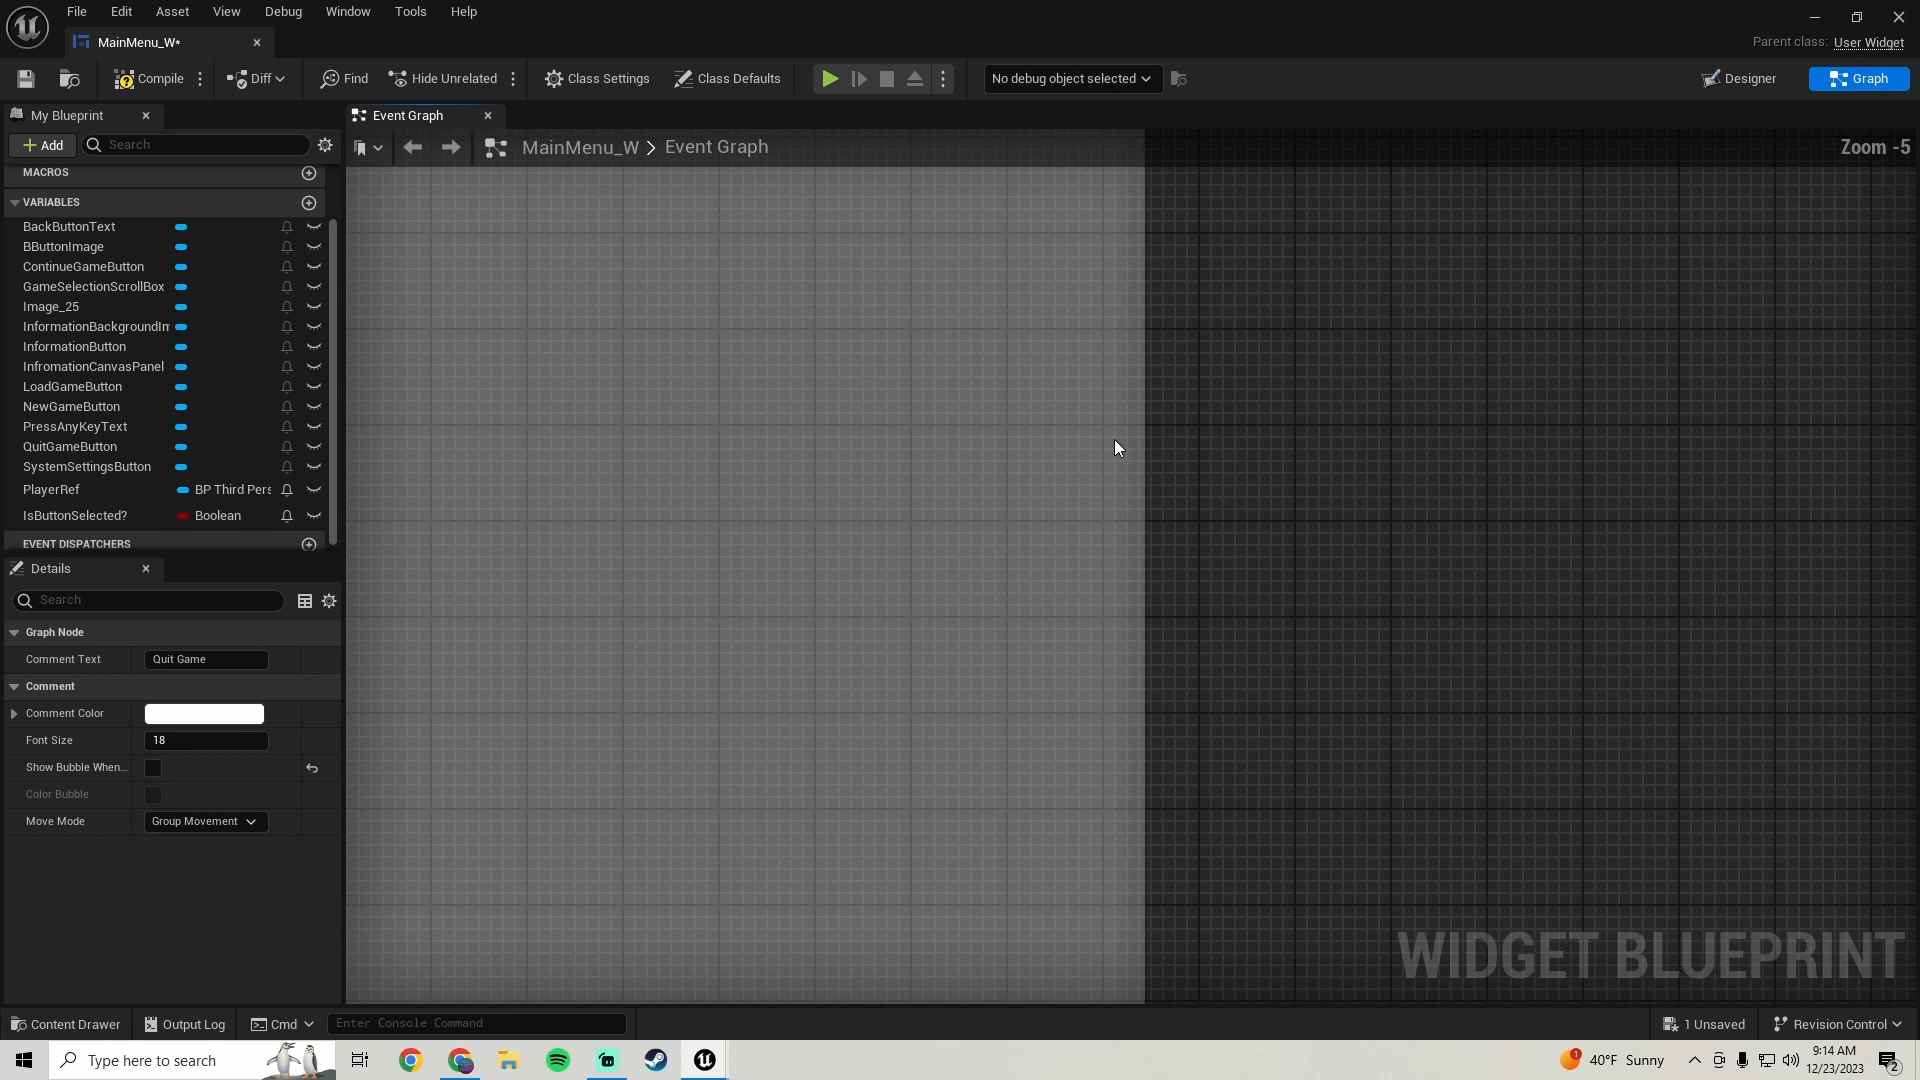 File Edit Asset View Debug Window Tools Help
MainMenu_W*
Parent class: User Widget
Compile Diff Find Hide Unrelated Class Settings Class Defaults No debug object selected Designer Graph
My Blueprint
Event Graph
Add Search
MainMenu_W > Event Graph
Zoom -5
MACROS
VARIABLES
BackButtonText
BButtonImage
ContinueGameButton
GameSelectionScrollBox
Image_25
InformationBackgroundIm
InformationButton
InfromationCanvasPanel
LoadGameButton
NewGameButton
PressAnyKeyText
QuitGameButton
SystemSettingsButton
PlayerRef BP Third Pers
IsButtonSelected? Boolean
EVENT DISPATCHERS
Details
Search
Graph Node
Comment Text Quit Game
Comment
Comment Color
Font Size 18
Show Bubble When...
Color Bubble
Move Mode Group Movement
WIDGET BLUEPRINT
Content Drawer Output Log Cmd Enter Console Command 1 Unsaved Revision Control
Type here to search
1
40°F Sunny
9:14 AM
12/23/2023
2